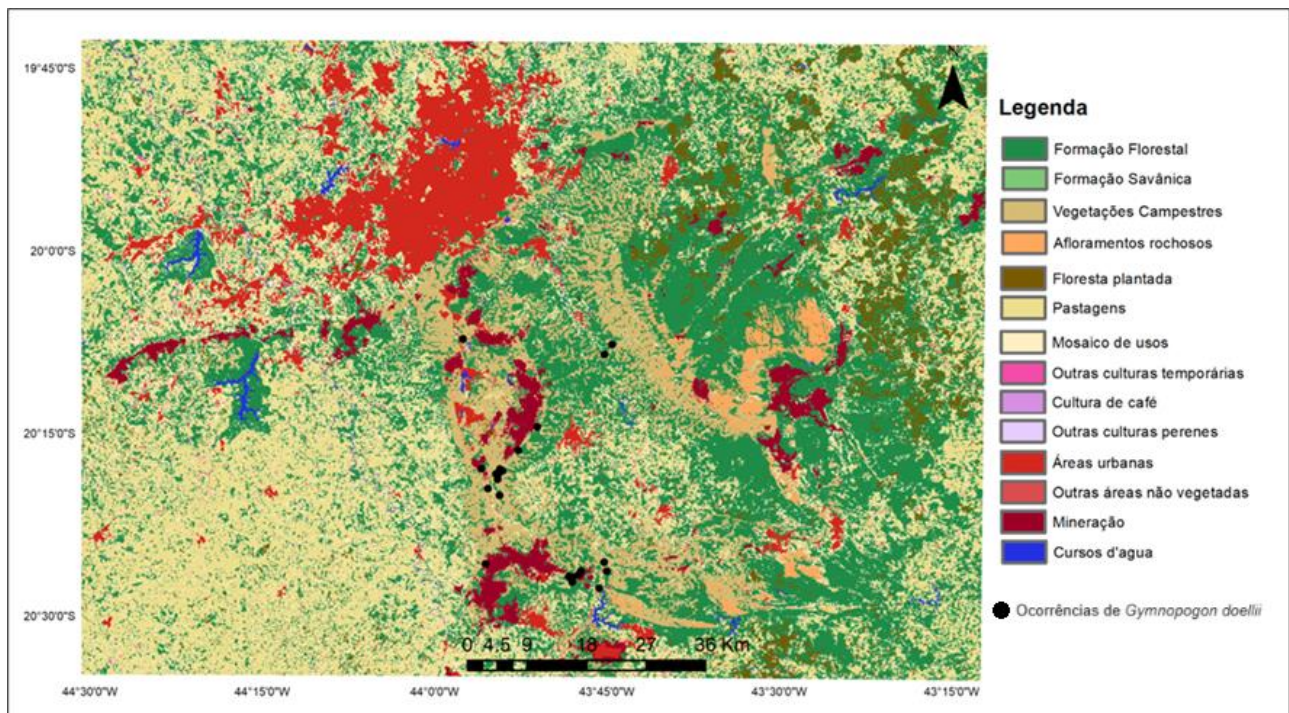 19°45'0"S
20°0'0"S
20°15'0"S
20°30'0"S
44°30'0"W
44°15'0"W
44°0'0"W
43°45'0"W
43°30'0"W
43°15'0"W
0 4.5 9 18 27 36 Km
Legenda
Formação Florestal
Formação Savânica
Vegetações Campestres
Afloramentos rochosos
Floresta plantada
Pastagens
Mosaico de usos
Outras culturas temporárias
Cultura de café
Outras culturas perenes
Áreas urbanas
Outras áreas não vegetadas
Mineração
Cursos d'agua
Ocorrências de Gymnopogon doellii